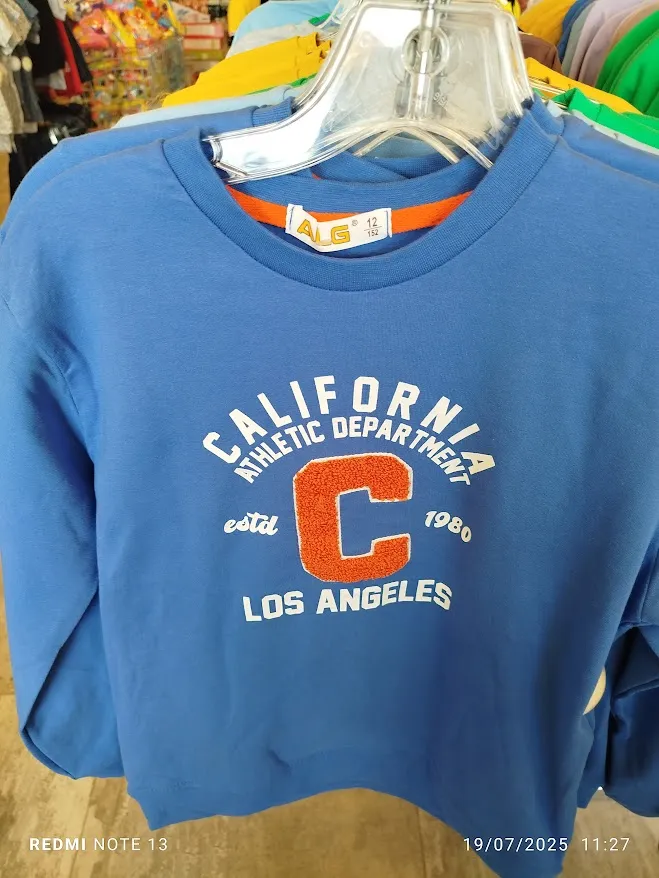 ALG®
12
152
CALIFORNIA
ATHLETIC DEPARTMENT
C
estd 1980
LOS ANGELES
REDMI NOTE 13
19/07/2025 11:27